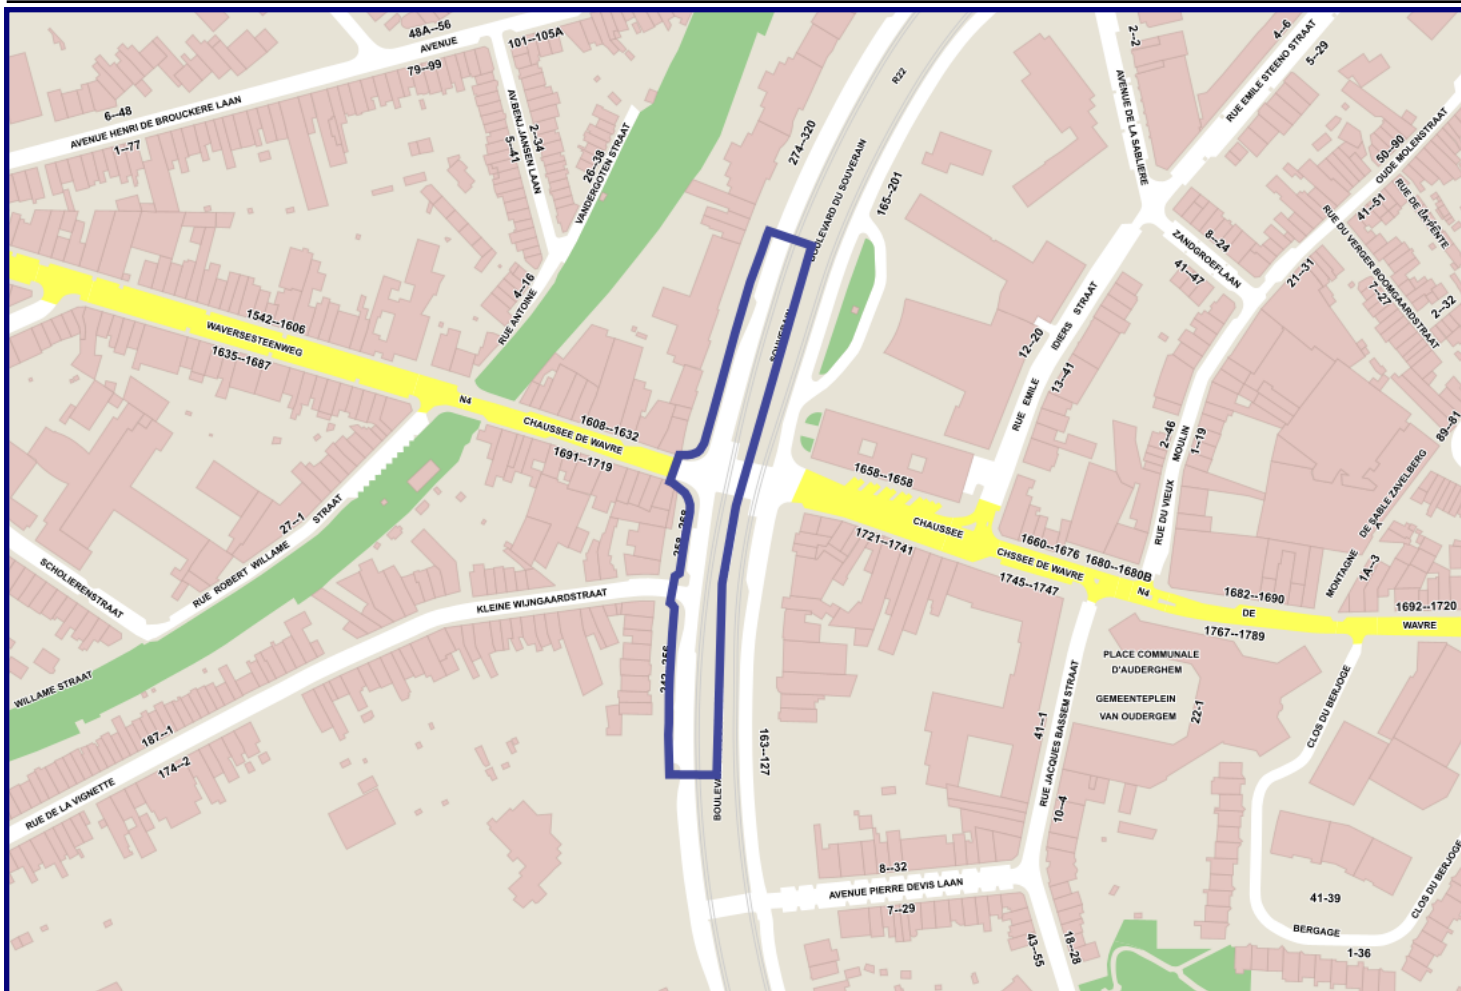 48A--56
AVENUE
79--99
101--105A
6--48
AVENUE HENRI DE BROUCKERE LAAN
1--77
AV.BENJ.JANSEN LAAN
2--34
5--41
26--38
VANDERGOTEN STRAAT
4--16
RUE ANTOINE
274--320
R22
BOULEVARD DU SOUVERAIN
165--201
SOUVERAIN
2--2
AVENUE DE LA SABLIERE
4--6
RUE EMILE STEENO STRAAT
5--29
50--90
OUDE MOLENSTRAAT
41--51
RUE DE LA PENTE
RUE DU VERGER BOOMGAARDSTRAAT
7--27
2--32
8--24
ZANDGROEFLAAN
41--47
21--31
12--20
IDIERS STRAAT
RUE EMILE
13--41
1542--1606
WAVERSESTEENWEG
1635--1687
N4
1608--1632
CHAUSSEE DE WAVRE
1691--1719
2--46
RUE DU VIEUX MOULIN
1--19
89--81
MONTAGNE DE SABLE ZAVELBERG
1A--3
1658--1658
CHAUSSEE
1721--1741
1660--1676
1680--1680B
CHSSEE DE WAVRE
1745--1747
N4
1682--1690
DE
1767--1789
1692--1720
WAVRE
258--268
27--1
STRAAT
RUE ROBERT WILLAME
SCHOLIERENSTRAAT
KLEINE WIJNGAARDSTRAAT
WILLAME STRAAT
187--1
174--2
RUE DE LA VIGNETTE
242--256
163--127
PLACE COMMUNALE
D'AUDERGHEM
GEMEENTEPLEIN
VAN OUDERGEM
22-1
41--1
RUE JACQUES BASSEM STRAAT
10--4
CLOS DU BERJOGE
8--32
AVENUE PIERRE DEVIS LAAN
7--29
43--55
18--28
41-39
BERGAGE
1-36
CLOS DU BERJOGE